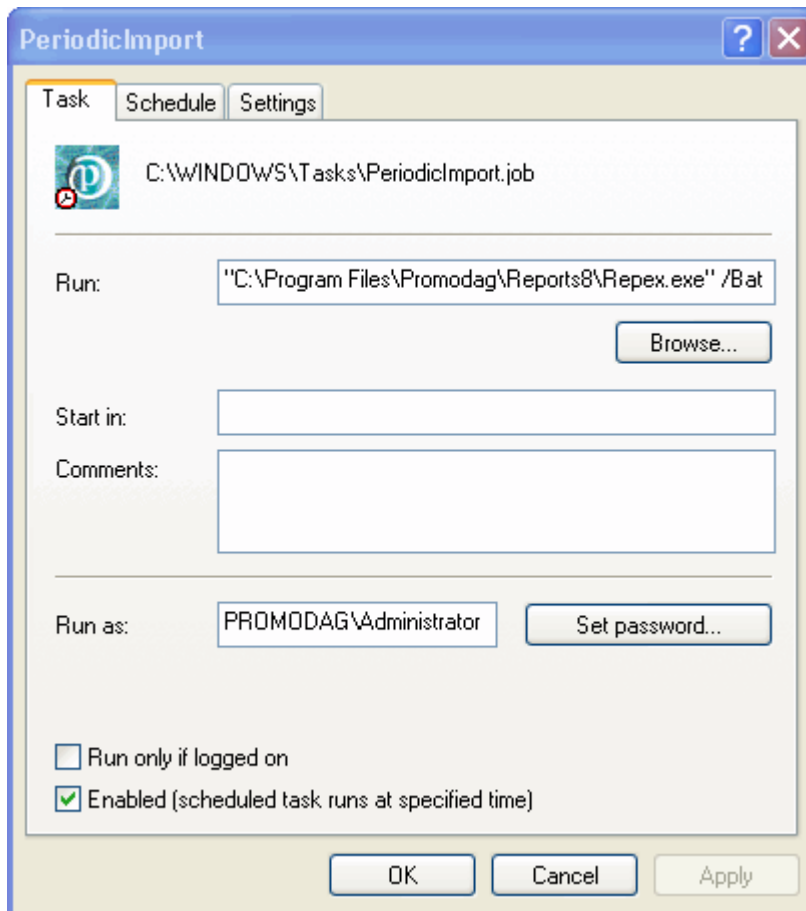 PeriodicImport
Task Schedule Settings
C:\WINDOWS\Tasks\PeriodicImport.job
Run: "C:\Program Files\Promodag\Reports8\Repex.exe" /Bat
Browse...
Start in:
Comments:
Run as: PROMODAG\Administrator Set password...
Run only if logged on
Enabled (scheduled task runs at specified time)
OK Cancel Apply